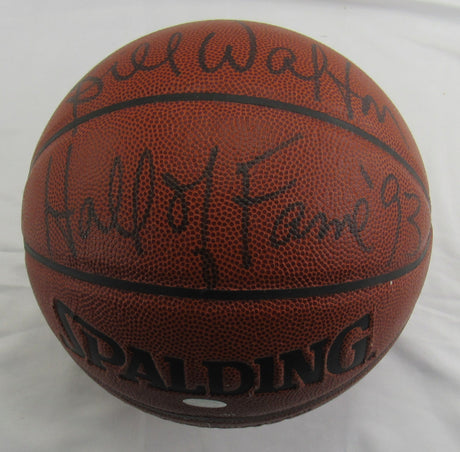 Bill Walton
Hall of Fame '93
SPALDING